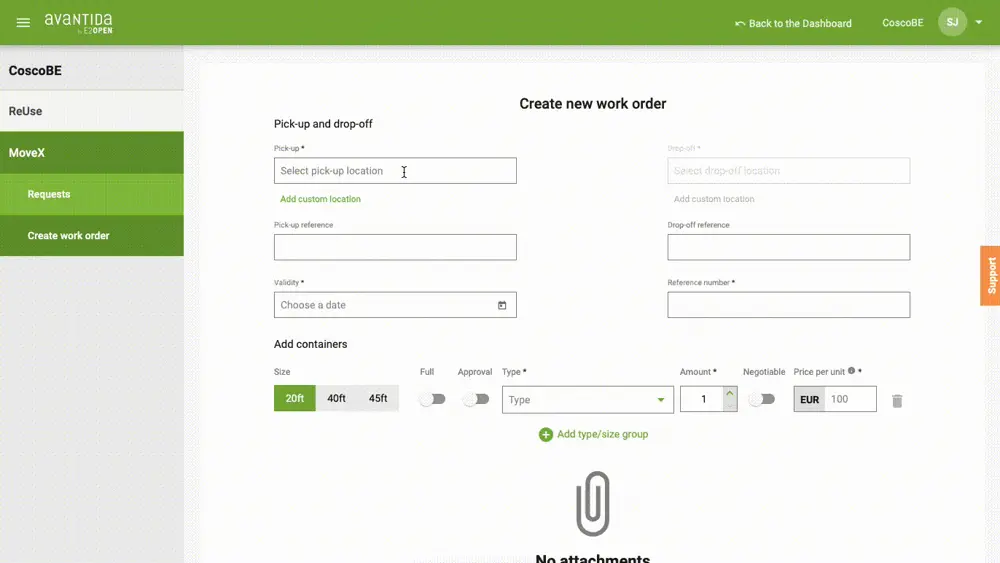 AVANTIDA
by E2OPEN
Back to the Dashboard
CoscoBE
SJ
CoscoBE
ReUse
MoveX
Requests
Create work order
Create new work order
Pick-up and drop-off
Pick-up *
Drop-off *
Select pick-up location
Select drop-off location
Add custom location
Add custom location
Pick-up reference
Drop-off reference
Validity *
Reference number *
Choose a date
Support
Add containers
Size
Full
Approval
Type *
Amount *
Negotiable
Price per unit *
20ft
40ft
45ft
Type
1
EUR
100
Add type/size group
No attachments